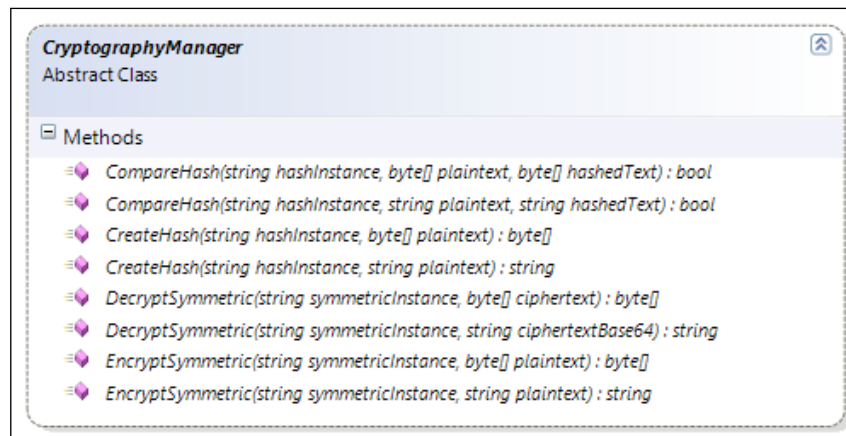 CryptographyManager
Abstract Class
Methods
CompareHash(string hashInstance, byte[] plaintext, byte[] hashedText) : bool
CompareHash(string hashInstance, string plaintext, string hashedText) : bool
CreateHash(string hashInstance, byte[] plaintext) : byte[]
CreateHash(string hashInstance, string plaintext) : string
DecryptSymmetric(string symmetricInstance, byte[] ciphertext) : byte[]
DecryptSymmetric(string symmetricInstance, string ciphertextBase64) : string
EncryptSymmetric(string symmetricInstance, byte[] plaintext) : byte[]
EncryptSymmetric(string symmetricInstance, string plaintext) : string